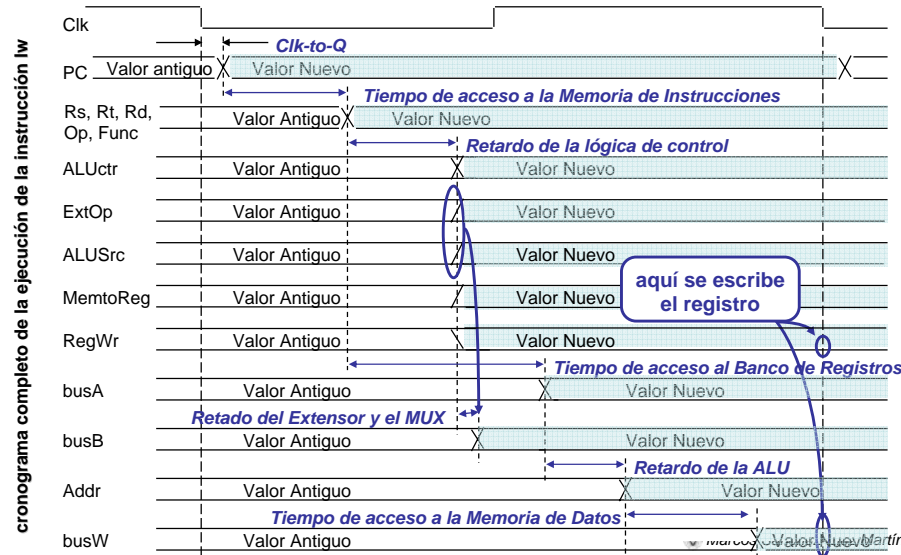 cronograma completo de la ejecución de la instrucción lw
Clk
Clk-to-Q
PC Valor antiguo Valor Nuevo
Tiempo de acceso a la Memoria de Instrucciones
Rs, Rt, Rd,
Op, Func
Valor Antiguo Valor Nuevo
Retardo de la lógica de control
ALUctr Valor Antiguo Valor Nuevo
ExtOp Valor Antiguo Valor Nuevo
ALUSrc Valor Antiguo Valor Nuevo
aquí se escribe
el registro
MemtoReg Valor Antiguo Valor Nuevo
RegWr Valor Antiguo Valor Nuevo
Tiempo de acceso al Banco de Registros
busA Valor Antiguo Valor Nuevo
Retado del Extensor y el MUX
busB Valor Antiguo Valor Nuevo
Retardo de la ALU
Addr Valor Antiguo Valor Nuevo
Tiempo de acceso a la Memoria de Datos
busW Valor Antiguo Valor Nuevo
Marcos Martín